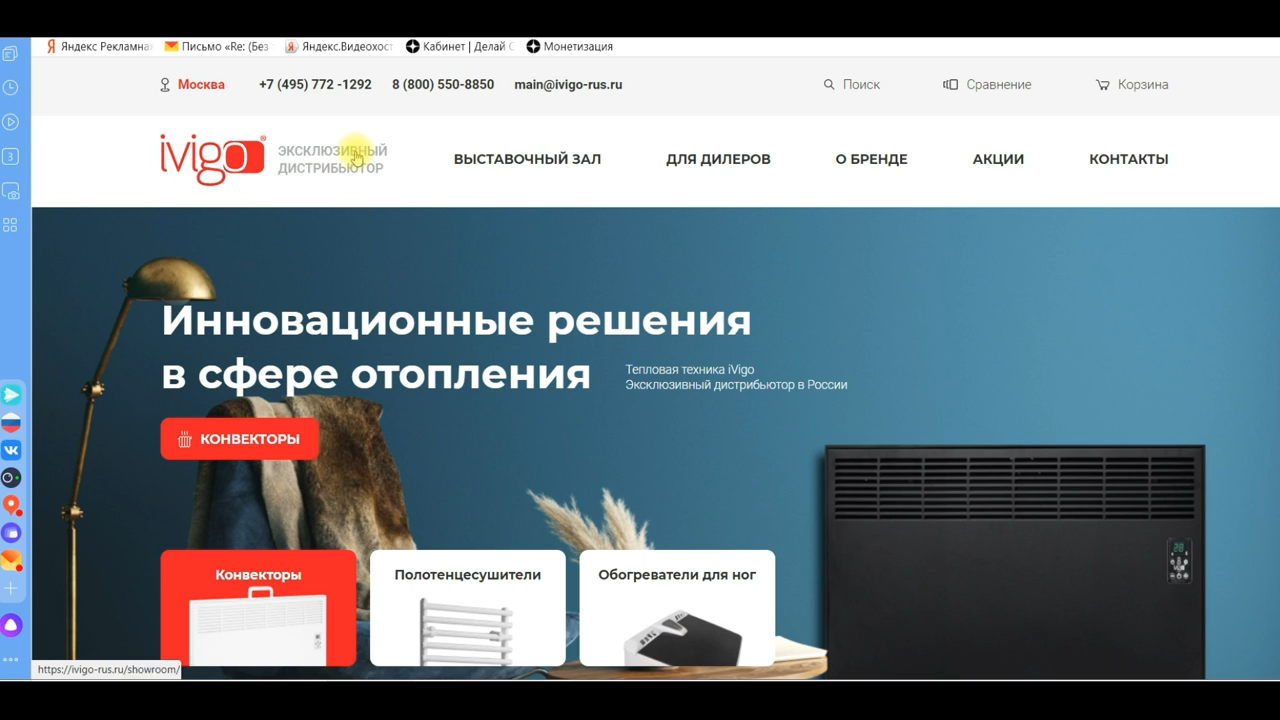 Яндекс Рекламна
Письмо «Re: (Без
Яндекс.Видеохост
Кабинет | Делай С
Монетизация
Москва
+7 (495) 772 -1292
8 (800) 550-8850
main@ivigo-rus.ru
Поиск
Сравнение
Корзина
ivigo®
ЭКСКЛЮЗИВНЫЙ
ДИСТРИБЬЮТОР
ВЫСТАВОЧНЫЙ ЗАЛ
ДЛЯ ДИЛЕРОВ
О БРЕНДЕ
АКЦИИ
КОНТАКТЫ
3
Инновационные решения
в сфере отопления
Тепловая техника iVigo
Эксклюзивный дистрибьютор в России
КОНВЕКТОРЫ
28
Конвекторы
Полотенцесушители
Обогреватели для ног
https://ivigo-rus.ru/showroom/